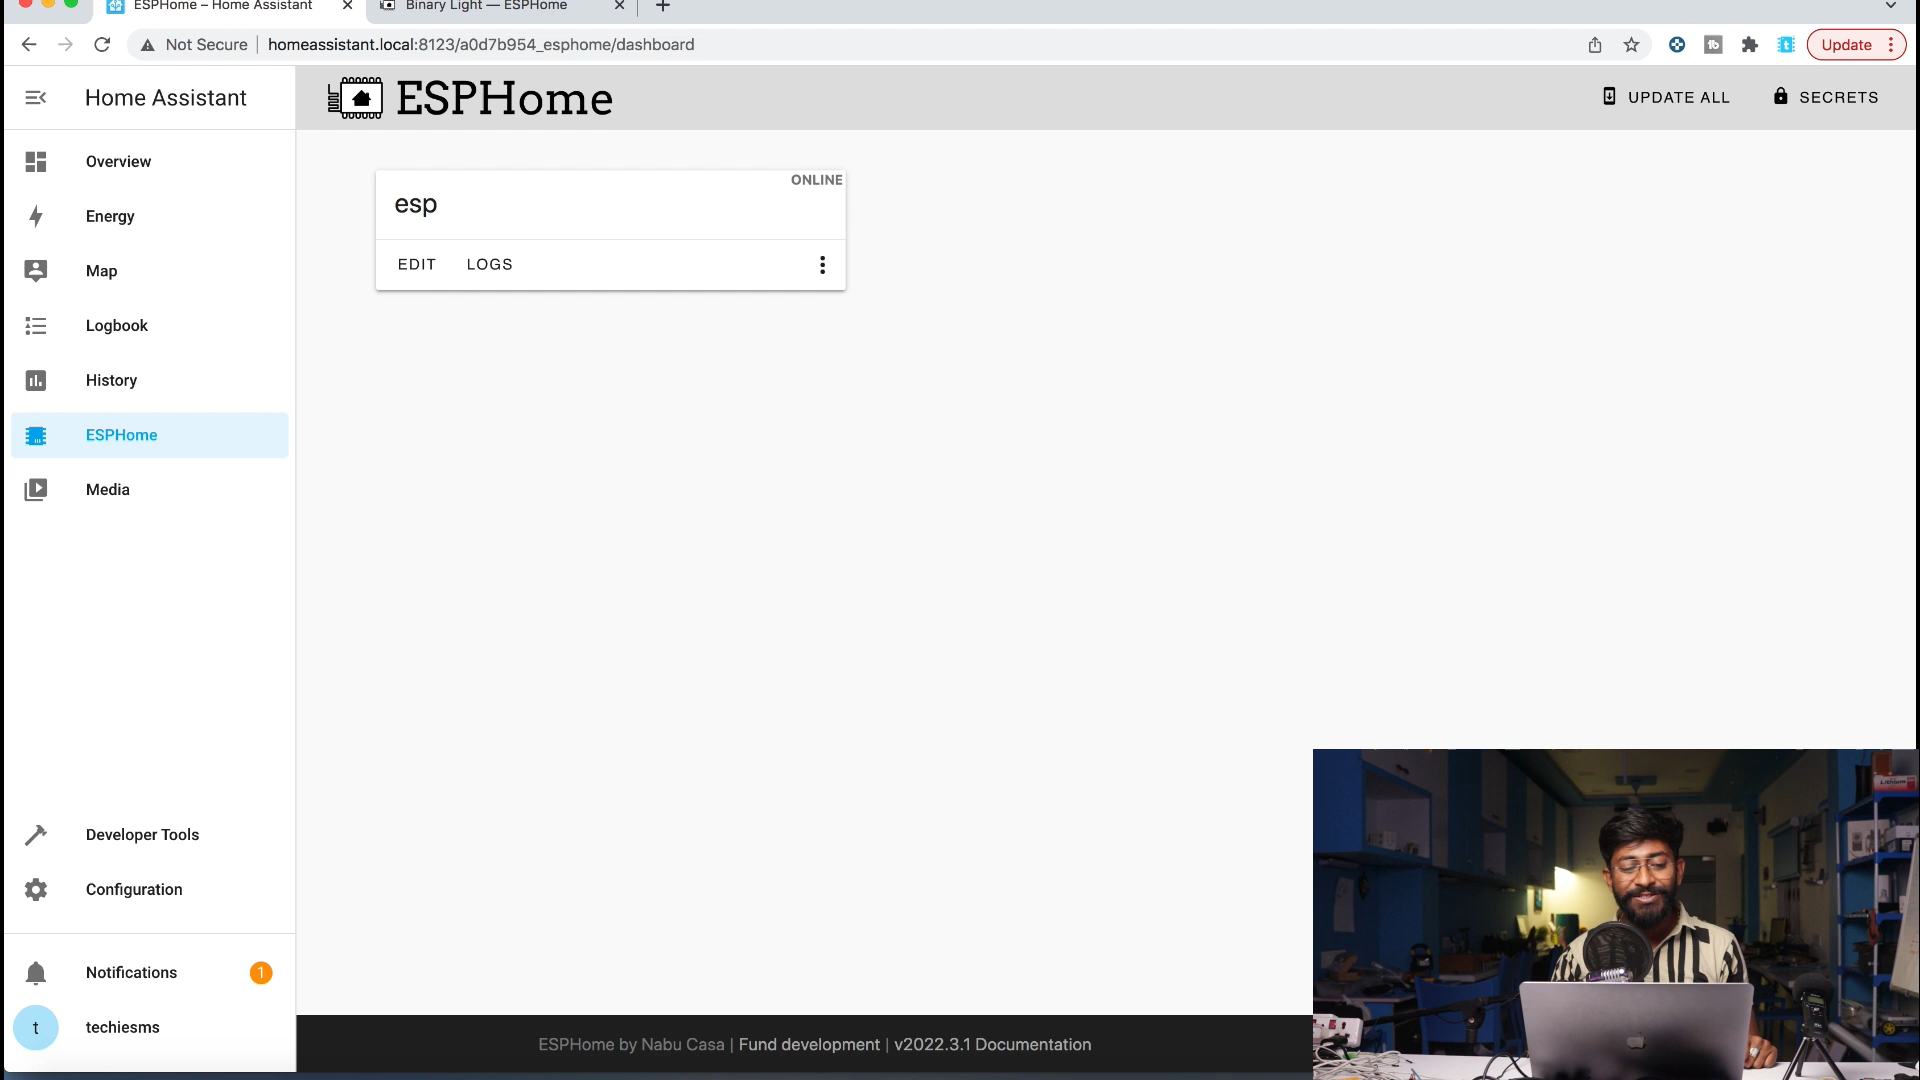 ESPHome – Home Assistant
Binary Light — ESPHome
Not Secure
homeassistant.local:8123/a0d7b954_esphome/dashboard
Update
Home Assistant
ESPHome
UPDATE ALL
SECRETS
Overview
Energy
Map
Logbook
History
ESPHome
Media
ONLINE
esp
EDIT
LOGS
Developer Tools
Configuration
Notifications
1
t
techiesms
ESPHome by Nabu Casa | Fund development | v2022.3.1 Documentation
Lithium